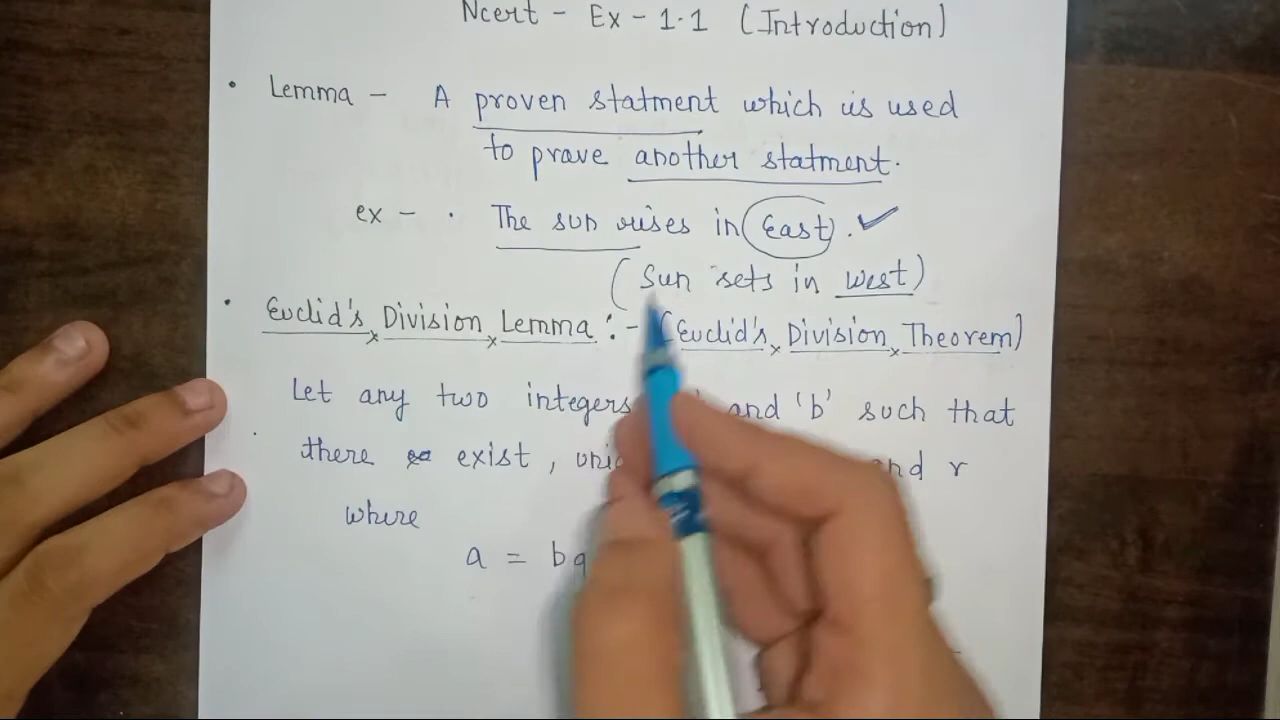 Ncert - Ex - 1.1 (Introduction)
• Lemma - A proven statment which is used
to prave another statment.
ex - . The sun rises in East. ✓
(Sun sets in west)
• Euclid's Division Lemma :- (Euclid's Division Theorem)
Let any two integers and 'b' such that
there exist, and r
where
a = bq